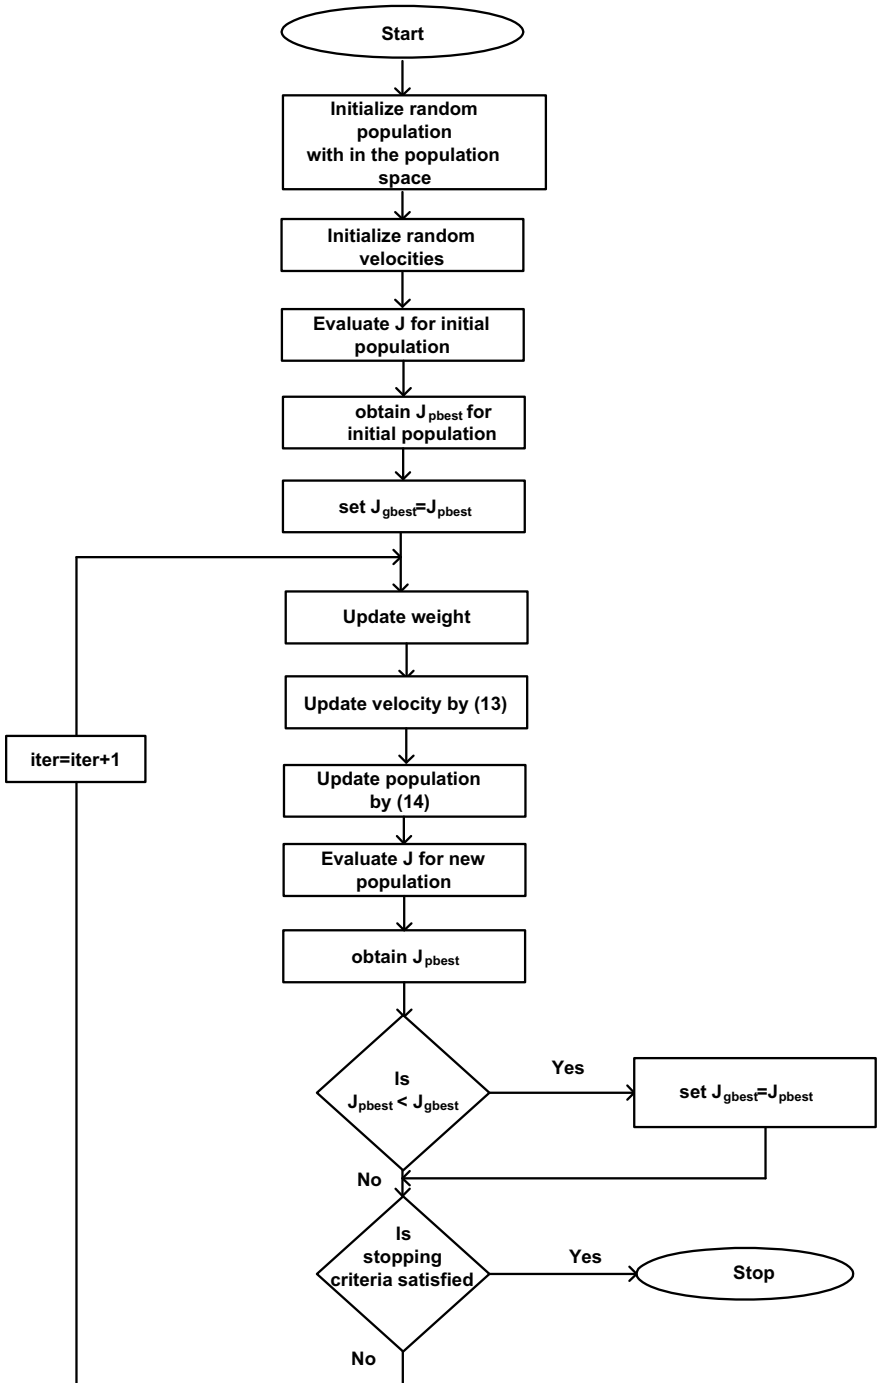 Start
Initialize random
population
with in the population
space
Initialize random
velocities
Evaluate J for initial
population
obtain Jpbest for
initial population
set Jgbest=Jpbest
Update weight
Update velocity by (13)
iter=iter+1
Update population
by (14)
Evaluate J for new
population
obtain Jpbest
Is
Jpbest < Jgbest
Yes
set Jgbest=Jpbest
No
Is
stopping
criteria satisfied
Yes
Stop
No